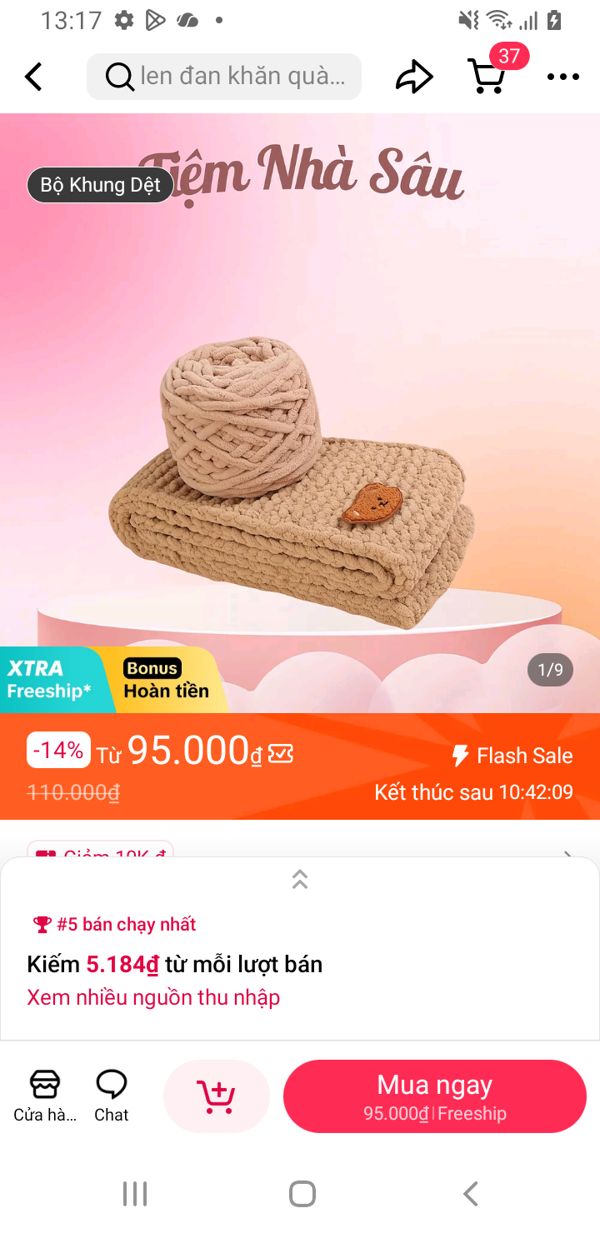 13:17
len đan khăn quà...
37
Tiệm Nhà Sâu
Bộ Khung Dệt
XTRA
Freeship*
Bonus
Hoàn tiền
1/9
-14% Từ 95.000₫
Flash Sale
110.000₫
Kết thúc sau 10:42:09
Giảm 10K ₫
#5 bán chạy nhất
Kiếm 5.184₫ từ mỗi lượt bán
Xem nhiều nguồn thu nhập
Cửa hà...
Chat
Mua ngay
95.000₫ | Freeship